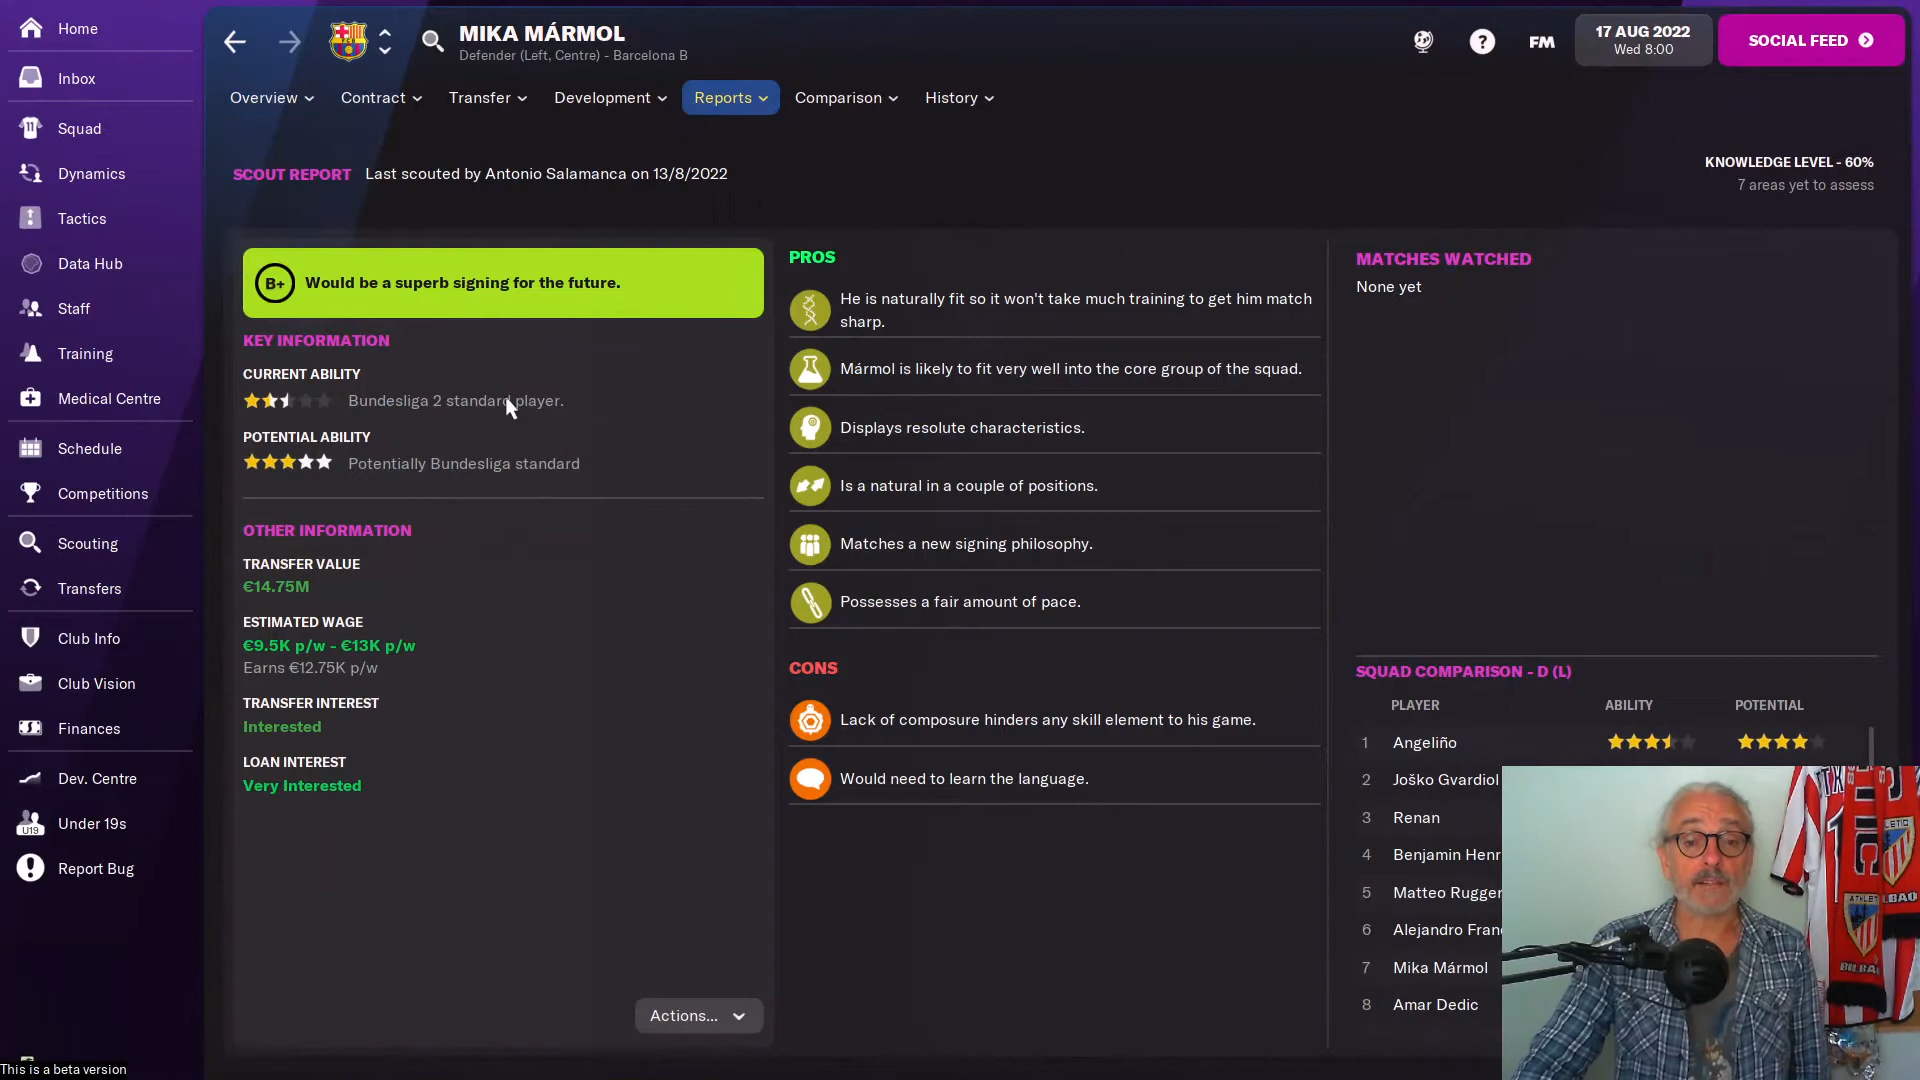 Home
Inbox
Squad
Dynamics
Tactics
Data Hub
Staff
Training
Medical Centre
Schedule
Competitions
Scouting
Transfers
Club Info
Club Vision
Finances
Dev. Centre
U19
Under 19s
Report Bug
This is a beta version
MIKA MÁRMOL
Defender (Left, Centre) - Barcelona B
FM
17 AUG 2022
Wed 8:00
SOCIAL FEED
Overview
Contract
Transfer
Development
Reports
Comparison
History
SCOUT REPORT Last scouted by Antonio Salamanca on 13/8/2022
KNOWLEDGE LEVEL - 60%
7 areas yet to assess
B+ Would be a superb signing for the future.
KEY INFORMATION
CURRENT ABILITY
Bundesliga 2 standard player.
POTENTIAL ABILITY
Potentially Bundesliga standard
OTHER INFORMATION
TRANSFER VALUE
€14.75M
ESTIMATED WAGE
€9.5K p/w - €13K p/w
Earns €12.75K p/w
TRANSFER INTEREST
Interested
LOAN INTEREST
Very Interested
Actions...
PROS
He is naturally fit so it won't take much training to get him match
sharp.
Mármol is likely to fit very well into the core group of the squad.
Displays resolute characteristics.
Is a natural in a couple of positions.
Matches a new signing philosophy.
Possesses a fair amount of pace.
CONS
Lack of composure hinders any skill element to his game.
Would need to learn the language.
MATCHES WATCHED
None yet
SQUAD COMPARISON - D (L)
PLAYER ABILITY POTENTIAL
1 Angeliño
2 Joško Gvardiol
3 Renan
4 Benjamin Henr
5 Matteo Rugger
6 Alejandro Fran
7 Mika Mármol
8 Amar Dedic